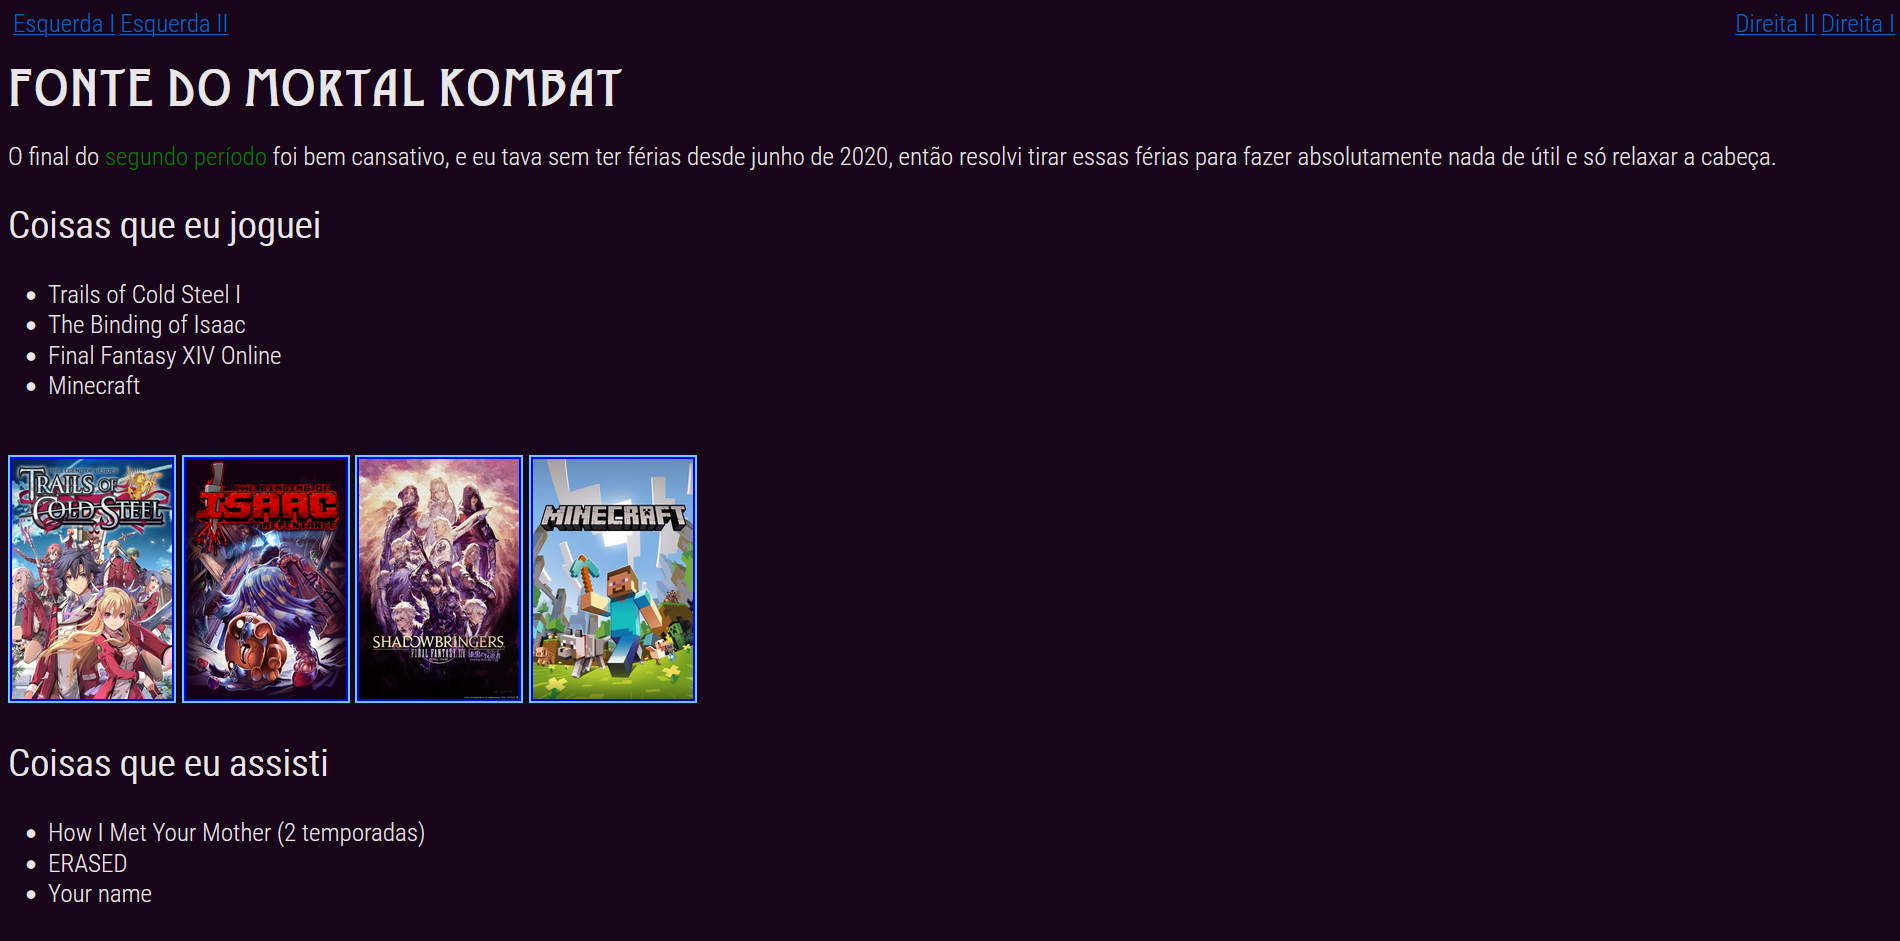 Esquerda I Esquerda II Direita II Direita I
FONTE DO MORTAL KOMBAT
O final do segundo período foi bem cansativo, e eu tava sem ter férias desde junho de 2020, então resolvi tirar essas férias para fazer absolutamente nada de útil e só relaxar a cabeça.
Coisas que eu joguei
Trails of Cold Steel I
The Binding of Isaac
Final Fantasy XIV Online
Minecraft
TRAILS OF
COLD STEEL
THE BINDING OF
ISAAC
REPENTANCE
SHADOWBRINGERS
FINAL FANTASY XIV
MINECRAFT
Coisas que eu assisti
How I Met Your Mother (2 temporadas)
ERASED
Your name